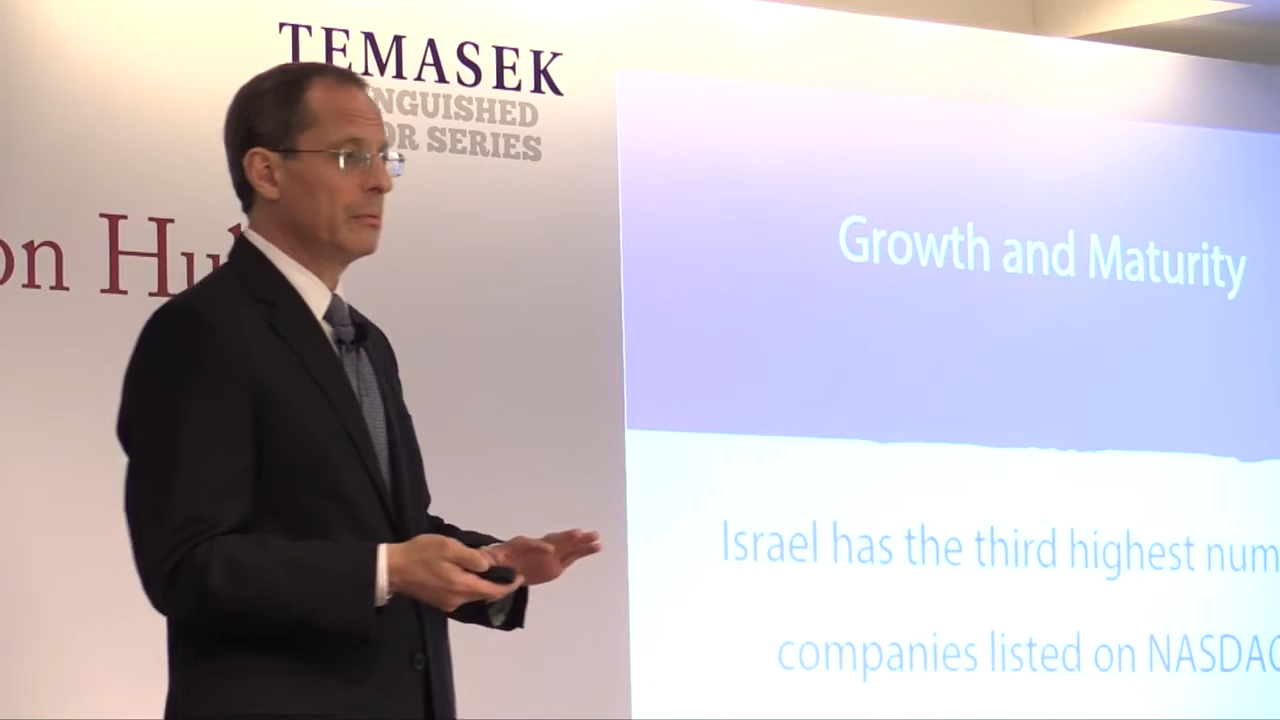 TEMASEK
NGUISHED
OR SERIES
on Hu
Growth and Maturity
Israel has the third highest num
companies listed on NASDAQ